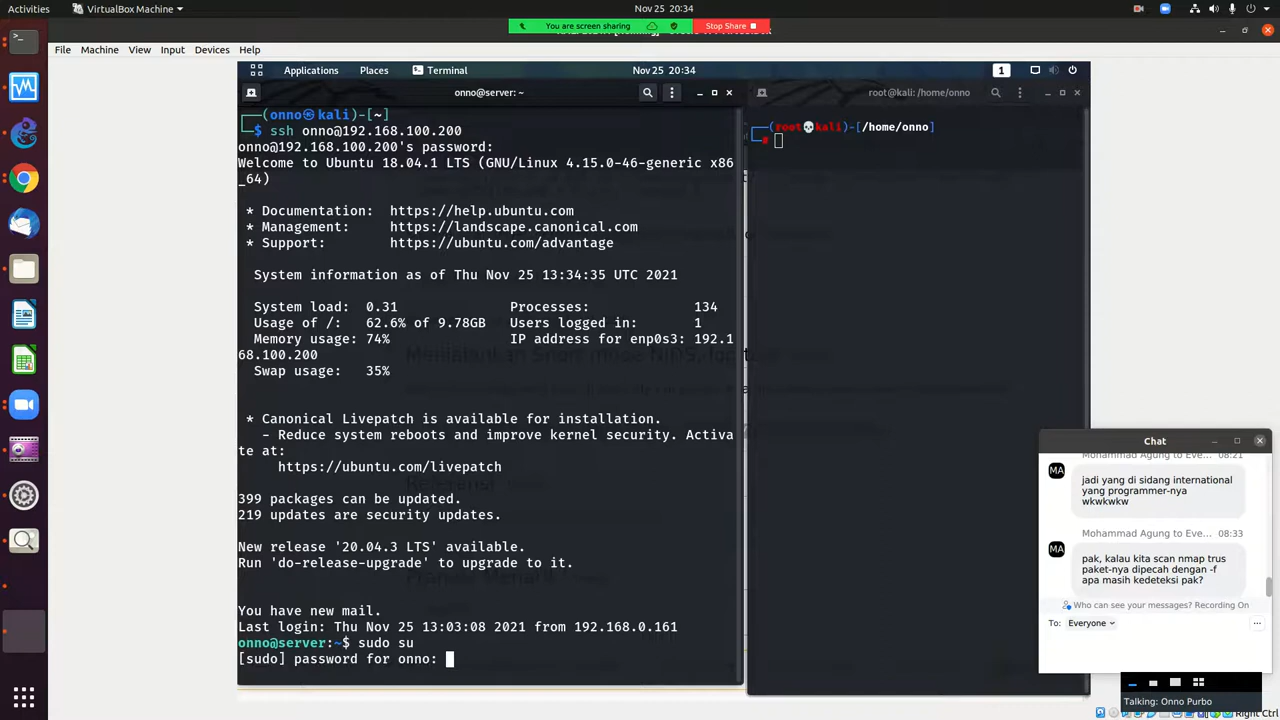 Activities
VirtualBox Machine
Nov 25 20:34
You are screen sharing
Stop Share
File Machine View Input Devices Help
Applications Places Terminal Nov 25 20:34 1
onno@server: ~
root@kali: /home/onno
(onno㉿kali)-[~]
$ ssh onno@192.168.100.200
onno@192.168.100.200's password:
Welcome to Ubuntu 18.04.1 LTS (GNU/Linux 4.15.0-46-generic x86
_64)
* Documentation: https://help.ubuntu.com
* Management: https://landscape.canonical.com
* Support: https://ubuntu.com/advantage
System information as of Thu Nov 25 13:34:35 UTC 2021
System load: 0.31 Processes: 134
Usage of /: 62.6% of 9.78GB Users logged in: 1
Memory usage: 74% IP address for enp0s3: 192.1
68.100.200
Swap usage: 35%
* Canonical Livepatch is available for installation.
- Reduce system reboots and improve kernel security. Activa
te at:
https://ubuntu.com/livepatch
399 packages can be updated.
219 updates are security updates.
New release '20.04.3 LTS' available.
Run 'do-release-upgrade' to upgrade to it.
You have new mail.
Last login: Thu Nov 25 13:03:08 2021 from 192.168.0.161
onno@server:~$ sudo su
[sudo] password for onno:
(root💀kali)-[/home/onno]
#
Chat
Mohammad Agung to Eve... 08:21
MA
jadi yang di sidang international
yang programmer-nya
wkwkwkw
Mohammad Agung to Eve... 08:33
MA
pak, kalau kita scan nmap trus
paket-nya dipecah dengan -f
apa masih kedeteksi pak?
Who can see your messages? Recording On
To: Everyone
Talking: Onno Purbo
Right Ctrl